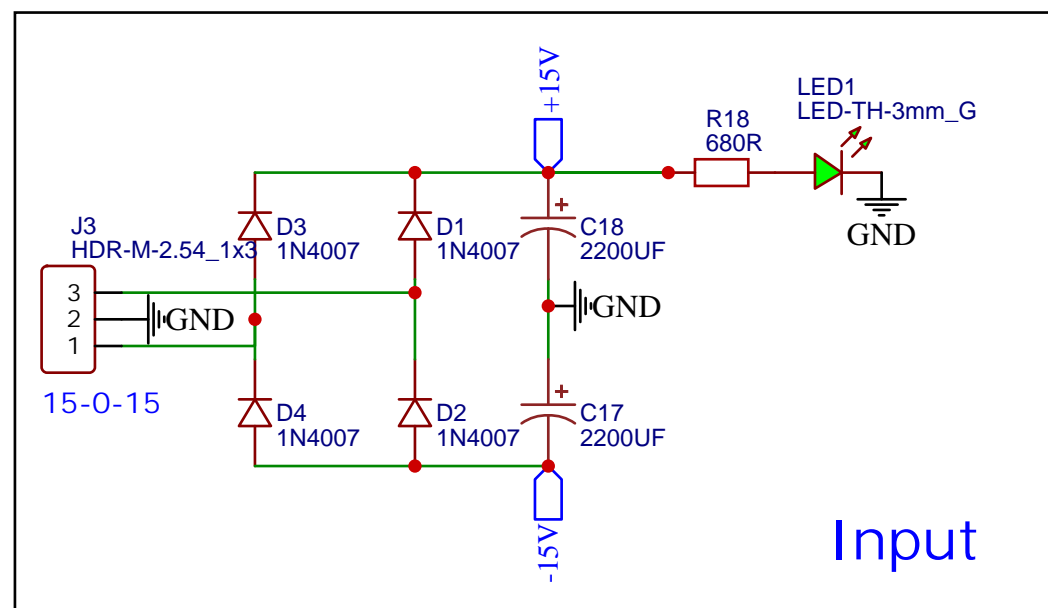 +15V
LED1
LED-TH-3mm_G
R18
680R
GND
J3
HDR-M-2.54_1x3
D3
1N4007
D1
1N4007
C18
2200UF
3
2
1
GND
GND
15-0-15
D4
1N4007
D2
1N4007
C17
2200UF
-15V
Input